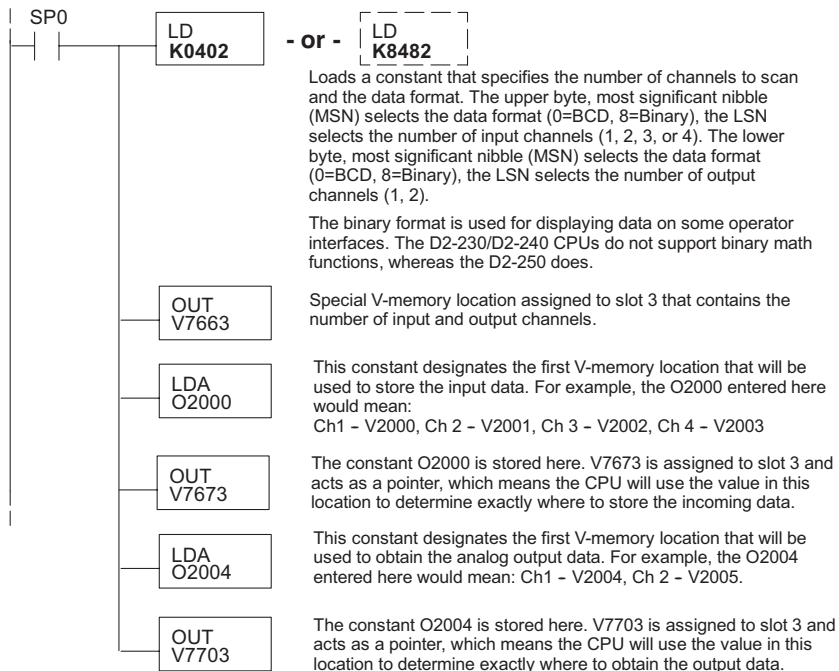 SP0
LD
K0402
- or -
LD
K8482
Loads a constant that specifies the number of channels to scan
and the data format. The upper byte, most significant nibble
(MSN) selects the data format (0=BCD, 8=Binary), the LSN
selects the number of input channels (1, 2, 3, or 4). The lower
byte, most significant nibble (MSN) selects the data format
(0=BCD, 8=Binary), the LSN selects the number of output
channels (1, 2).
The binary format is used for displaying data on some operator
interfaces. The D2-230/D2-240 CPUs do not support binary math
functions, whereas the D2-250 does.
OUT
V7663
Special V-memory location assigned to slot 3 that contains the
number of input and output channels.
LDA
O2000
This constant designates the first V-memory location that will be
used to store the input data. For example, the O2000 entered here
would mean:
Ch1 - V2000, Ch 2 - V2001, Ch 3 - V2002, Ch 4 - V2003
OUT
V7673
The constant O2000 is stored here. V7673 is assigned to slot 3 and
acts as a pointer, which means the CPU will use the value in this
location to determine exactly where to store the incoming data.
LDA
O2004
This constant designates the first V-memory location that will be
used to obtain the analog output data. For example, the O2004
entered here would mean: Ch1 - V2004, Ch 2 - V2005.
OUT
V7703
The constant O2004 is stored here. V7703 is assigned to slot 3 and
acts as a pointer, which means the CPU will use the value in this
location to determine exactly where to obtain the output data.